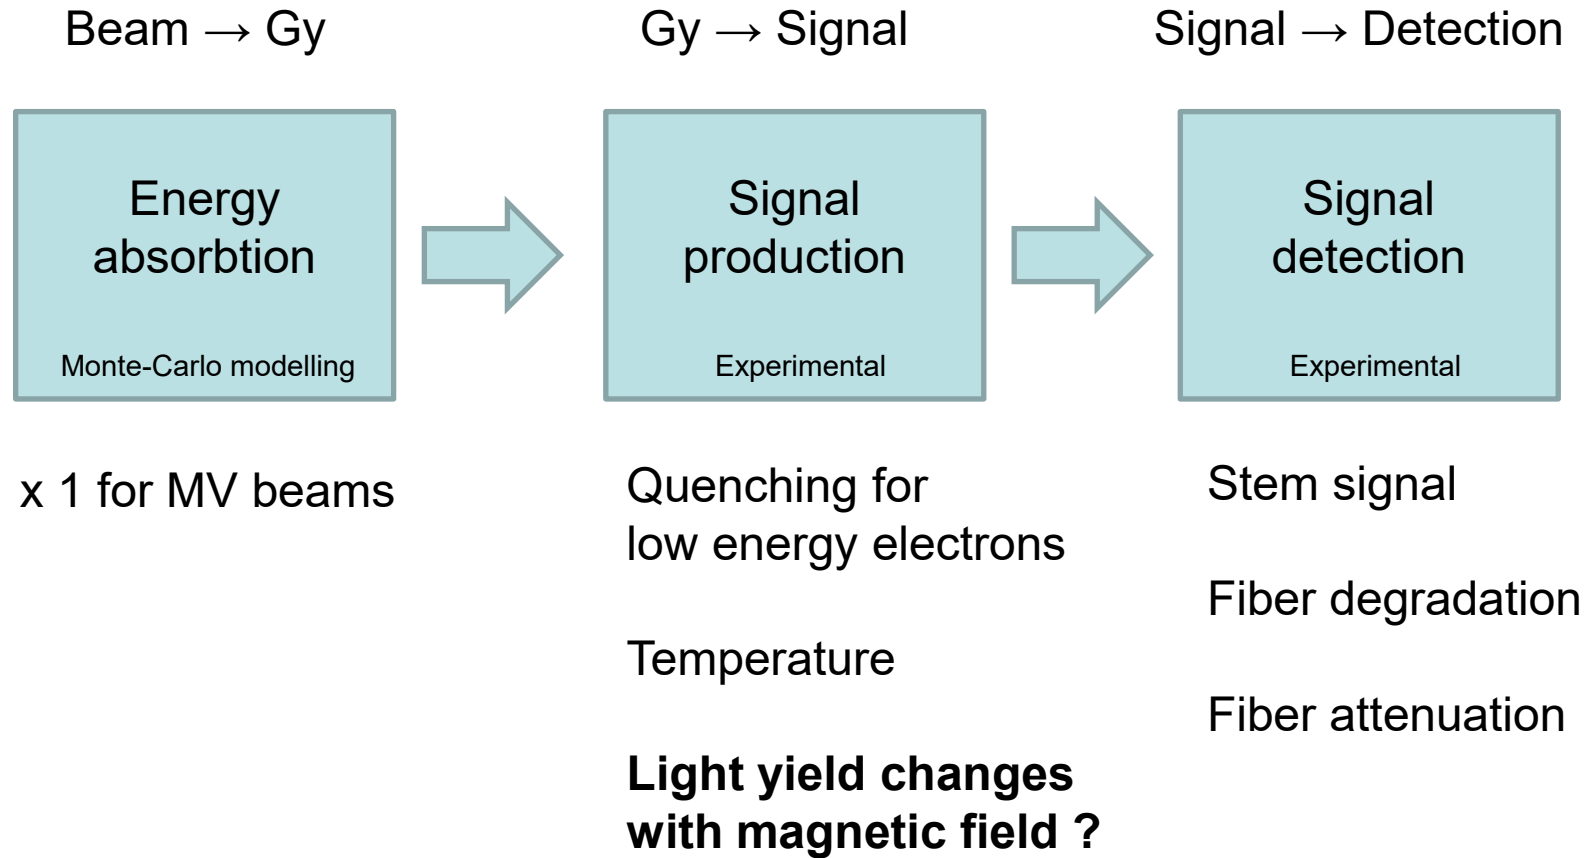 Beam → Gy
Gy → Signal
Signal → Detection
Energy
absorbtion
Monte-Carlo modelling
Signal
production
Experimental
Signal
detection
Experimental
x 1 for MV beams
Quenching for
low energy electrons
Temperature
Light yield changes
with magnetic field ?
Stem signal
Fiber degradation
Fiber attenuation